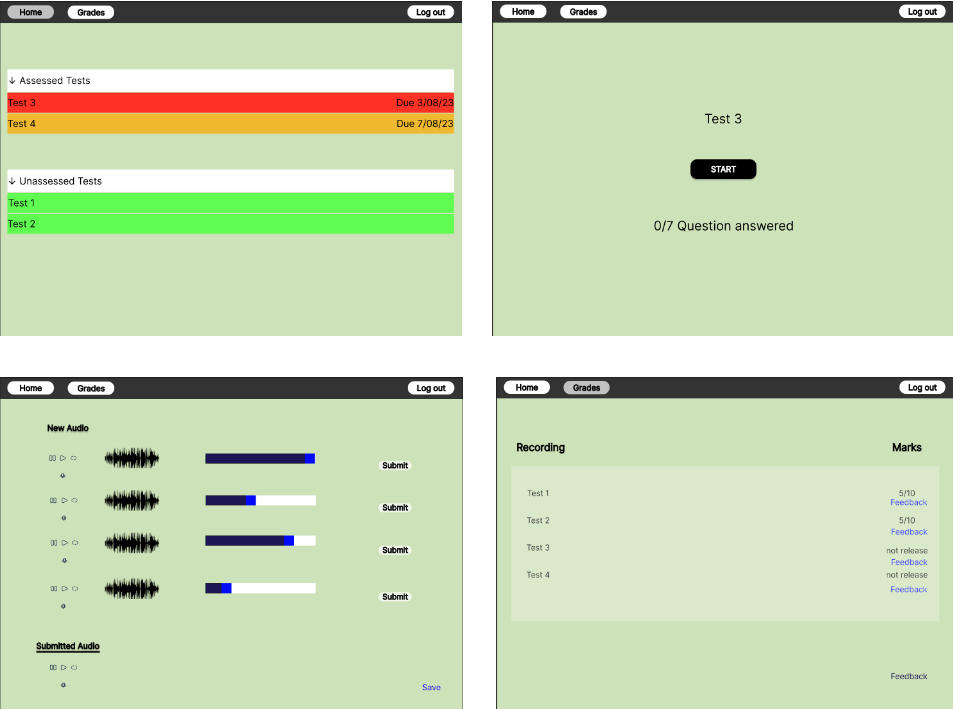 Home Grades Log out
↓ Assessed Tests
Test 3 Due 3/08/23
Test 4 Due 7/08/23
↓ Unassessed Tests
Test 1
Test 2
Home Grades Log out
Test 3
START
0/7 Question answered
Home Grades Log out
New Audio
Submit
Submit
Submit
Submit
Submitted Audio
Save
Home Grades Log out
Recording Marks
Test 1 5/10
Feedback
Test 2 5/10
Feedback
Test 3 not release
Feedback
Test 4 not release
Feedback
Feedback